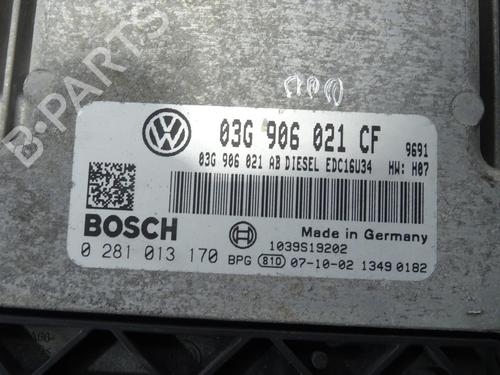 B-PARTS
03G 906 021 CF 9691
03G 906 021 AB DIESEL EDC16U34 HW: H07
BOSCH
Made in Germany
1039S19202
0 281 013 170 BPG 810 07-10-02 1349 0182